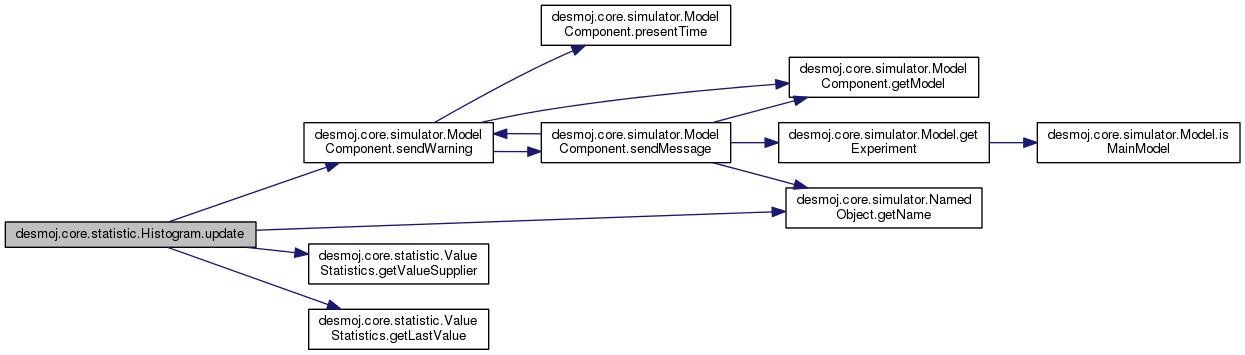 desmoj.core.simulator.Model
Component.presentTime
desmoj.core.simulator.Model
Component.getModel
desmoj.core.simulator.Model
Component.sendWarning
desmoj.core.simulator.Model
Component.sendMessage
desmoj.core.simulator.Model.get
Experiment
desmoj.core.simulator.Model.is
MainModel
desmoj.core.simulator.Named
Object.getName
desmoj.core.statistic.Histogram.update
desmoj.core.statistic.Value
Statistics.getValueSupplier
desmoj.core.statistic.Value
Statistics.getLastValue